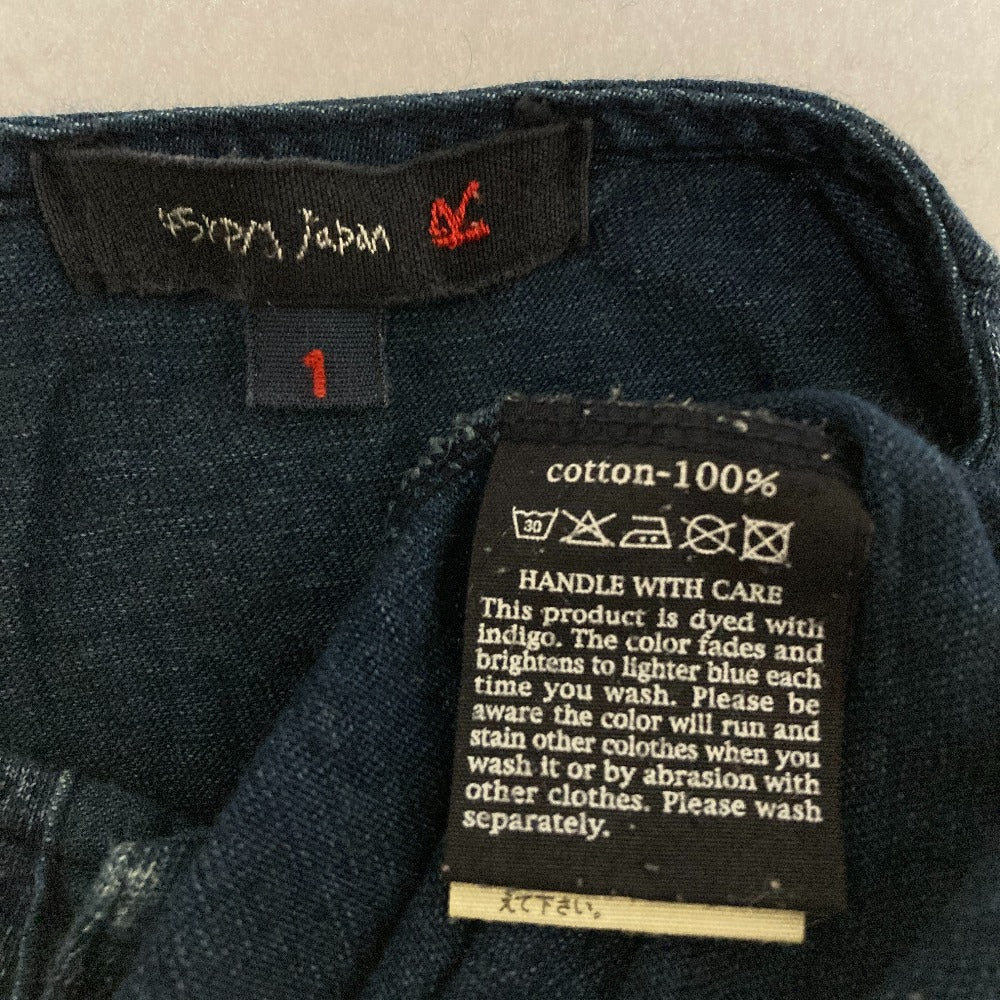 45rpm Japan
1
cotton-100%
30
HANDLE WITH CARE
This product is dyed with
indigo. The color fades and
brightens to lighter blue each
time you wash. Please be
aware the color will run and
stain other colothes when you
wash it or by abrasion with
other clothes. Please wash
separately.
えて下さい。